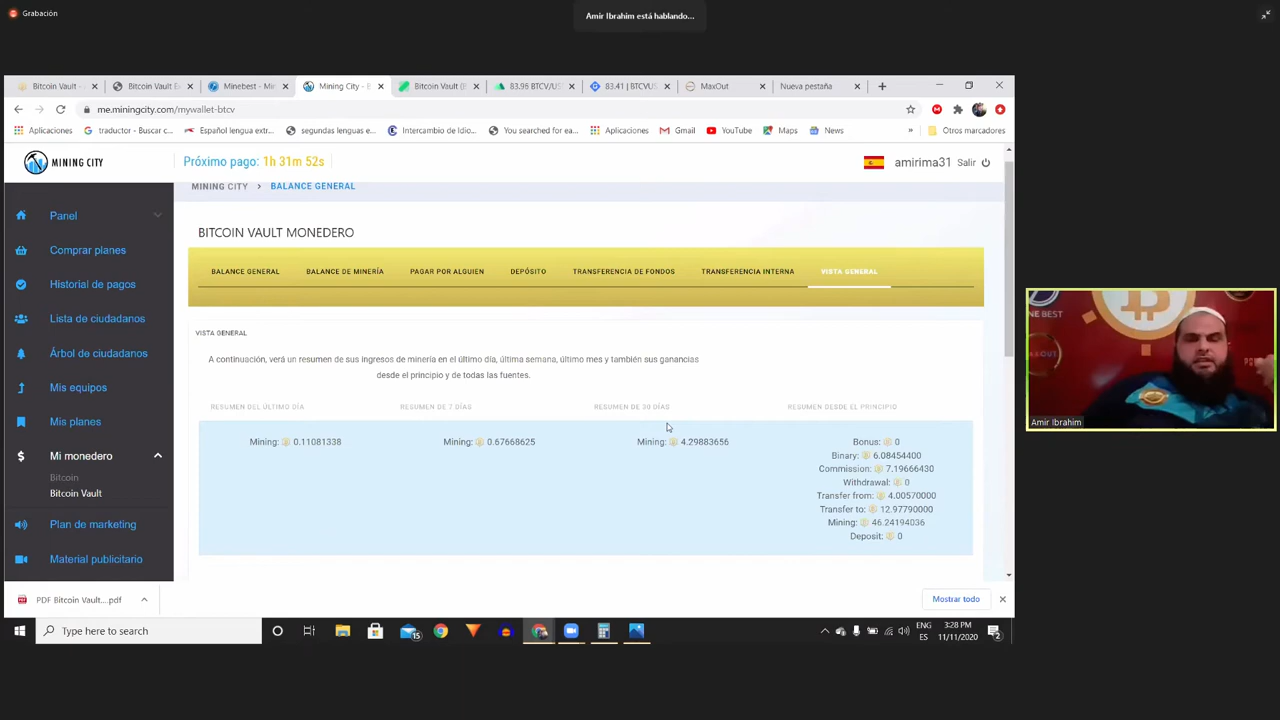 Grabación
Amir Ibrahim está hablando...
Bitcoin Vault
Bitcoin Vault E
Minebest - Mi
Mining City - B
Bitcoin Vault (B
83.96 BTCV/US
83.41 | BTCVUS
MaxOut
Nueva pestaña
me.miningcity.com/mywallet-btcv
Aplicaciones
traductor - Buscar c...
Español lengua extr...
segundas lenguas e...
Intercambio de Idio...
You searched for ea...
Aplicaciones
Gmail
YouTube
Maps
News
»
Otros marcadores
MINING CITY
Próximo pago: 1h 31m 52s
amirima31 Salir
MINING CITY > BALANCE GENERAL
Panel
Comprar planes
Historial de pagos
Lista de ciudadanos
Árbol de ciudadanos
Mis equipos
Mis planes
Mi monedero
Bitcoin
Bitcoin Vault
Plan de marketing
Material publicitario
BITCOIN VAULT MONEDERO
BALANCE GENERAL
BALANCE DE MINERÍA
PAGAR POR ALGUIEN
DEPÓSITO
TRANSFERENCIA DE FONDOS
TRANSFERENCIA INTERNA
VISTA GENERAL
VISTA GENERAL
A continuación, verá un resumen de sus ingresos de minería en el último día, última semana, último mes y también sus ganancias
desde el principio y de todas las fuentes.
RESUMEN DEL ÚLTIMO DÍA
RESUMEN DE 7 DÍAS
RESUMEN DE 30 DÍAS
RESUMEN DESDE EL PRINCIPIO
Mining: 0.11081338
Mining: 0.67668625
Mining: 4.29883656
Bonus: 0
Binary: 6.08454400
Commission: 7.19666430
Withdrawal: 0
Transfer from: 4.00570000
Transfer to: 12.97790000
Mining: 46.24194036
Deposit: 0
Amir Ibrahim
PDF Bitcoin Vault....pdf
Mostrar todo
Type here to search
15
ENG
ES
3:28 PM
11/11/2020
2